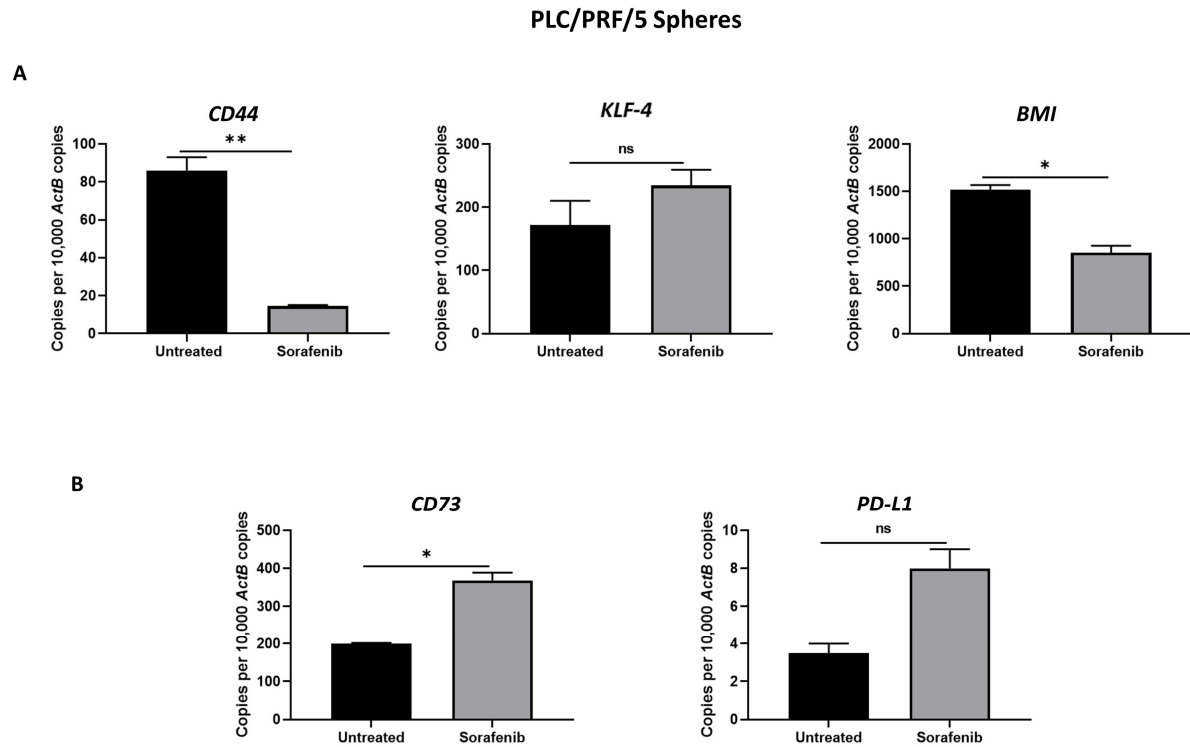 PLC/PRF/5 Spheres
A
CD44
Copies per 10,000 ActB copies
100
80
60
40
20
0
**
Untreated Sorafenib
KLF-4
Copies per 10,000 ActB copies
300
200
100
0
ns
Untreated Sorafenib
BMI
Copies per 10,000 ActB copies
2000
1500
1000
500
0
*
Untreated Sorafenib
B
CD73
Copies per 10,000 ActB copies
500
400
300
200
100
0
*
Untreated Sorafenib
PD-L1
Copies per 10,000 ActB copies
10
8
6
4
2
0
ns
Untreated Sorafenib